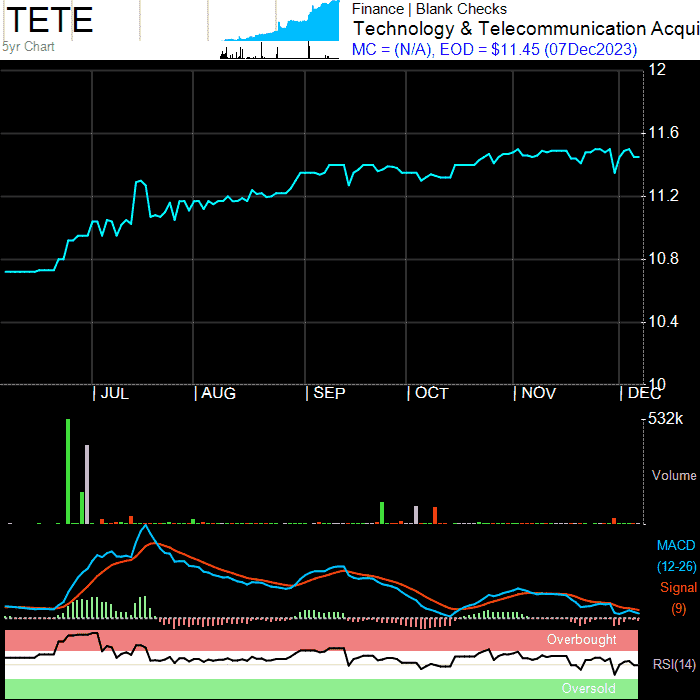 TETE
5yr Chart
Finance | Blank Checks
Technology & Telecommunication Acqui
MC = (N/A), EOD = $11.45 (07Dec2023)
12
11.6
11.2
10.8
10.4
10
| JUL | AUG | SEP | OCT | NOV | DEC
532k
Volume
MACD
(12-26)
Signal
(9)
Overbought
RSI(14)
Oversold